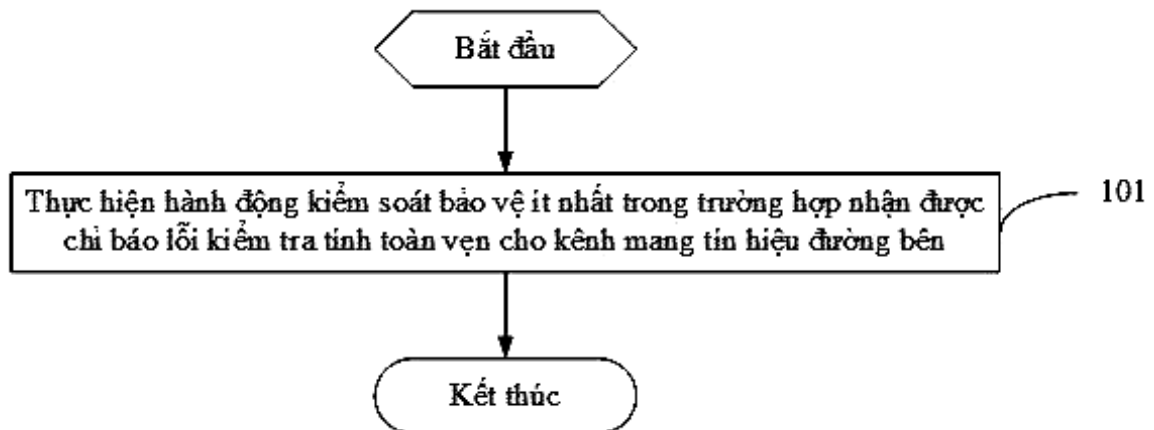 Bắt đầu
Thực hiện hành động kiểm soát bảo vệ ít nhất trong trường hợp nhận được
chỉ báo lỗi kiểm tra tính toàn vẹn cho kênh mang tín hiệu đường bên
101
Kết thúc